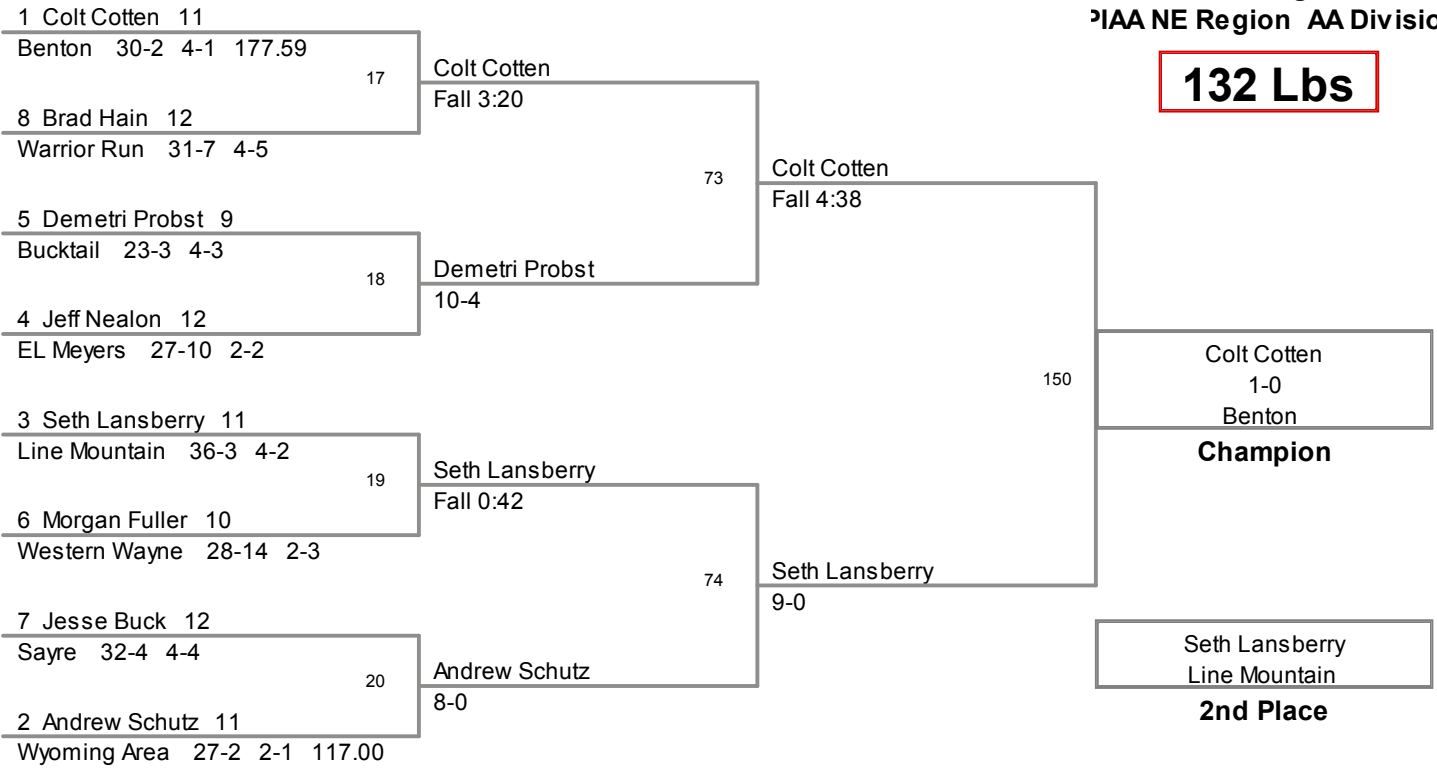 PIAA NE Region AA
132 Lbs
1 Colt Cotten 11
Benton 30-2 4-1 177.59
17
8 Brad Hain 12
Warrior Run 31-7 4-5
Colt Cotten
Fall 3:20
5 Demetri Probst 9
Bucktail 23-3 4-3
18
4 Jeff Nealon 12
EL Meyers 27-10 2-2
Demetri Probst
10-4
73
Colt Cotten
Fall 4:38
3 Seth Lansberry 11
Line Mountain 36-3 4-2
19
6 Morgan Fuller 10
Western Wayne 28-14 2-3
Seth Lansberry
Fall 0:42
7 Jesse Buck 12
Sayre 32-4 4-4
20
2 Andrew Schutz 11
Wyoming Area 27-2 2-1 117.00
Andrew Schutz
8-0
74
Seth Lansberry
9-0
150
Colt Cotten
1-0
Benton
Champion
Seth Lansberry
Line Mountain
2nd Place